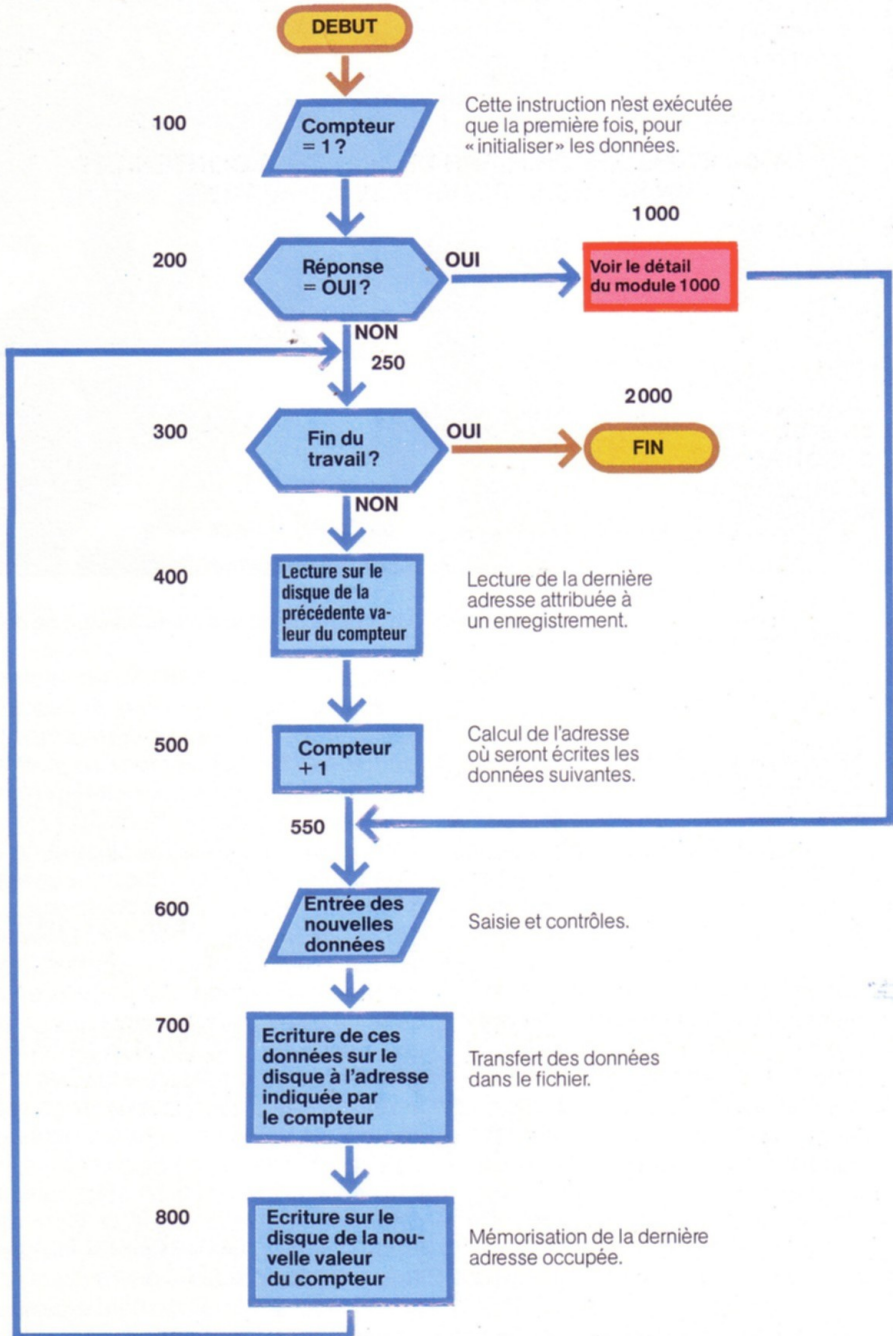 DEBUT
100
Compteur
= 1 ?
Cette instruction n'est exécutée
que la première fois, pour
« initialiser » les données.
200
Réponse
= OUI ?
OUI
1000
Voir le détail
du module 1000
NON
250
300
Fin du
travail ?
OUI
2000
FIN
NON
400
Lecture sur le
disque de la
précédente va-
leur du compteur
Lecture de la dernière
adresse attribuée à
un enregistrement.
500
Compteur
+ 1
Calcul de l'adresse
où seront écrites les
données suivantes.
550
600
Entrée des
nouvelles
données
Saisie et contrôles.
700
Ecriture de ces
données sur le
disque à l'adresse
indiquée par
le compteur
Transfert des données
dans le fichier.
800
Ecriture sur le
disque de la nou-
velle valeur
du compteur
Mémorisation de la dernière
adresse occupée.